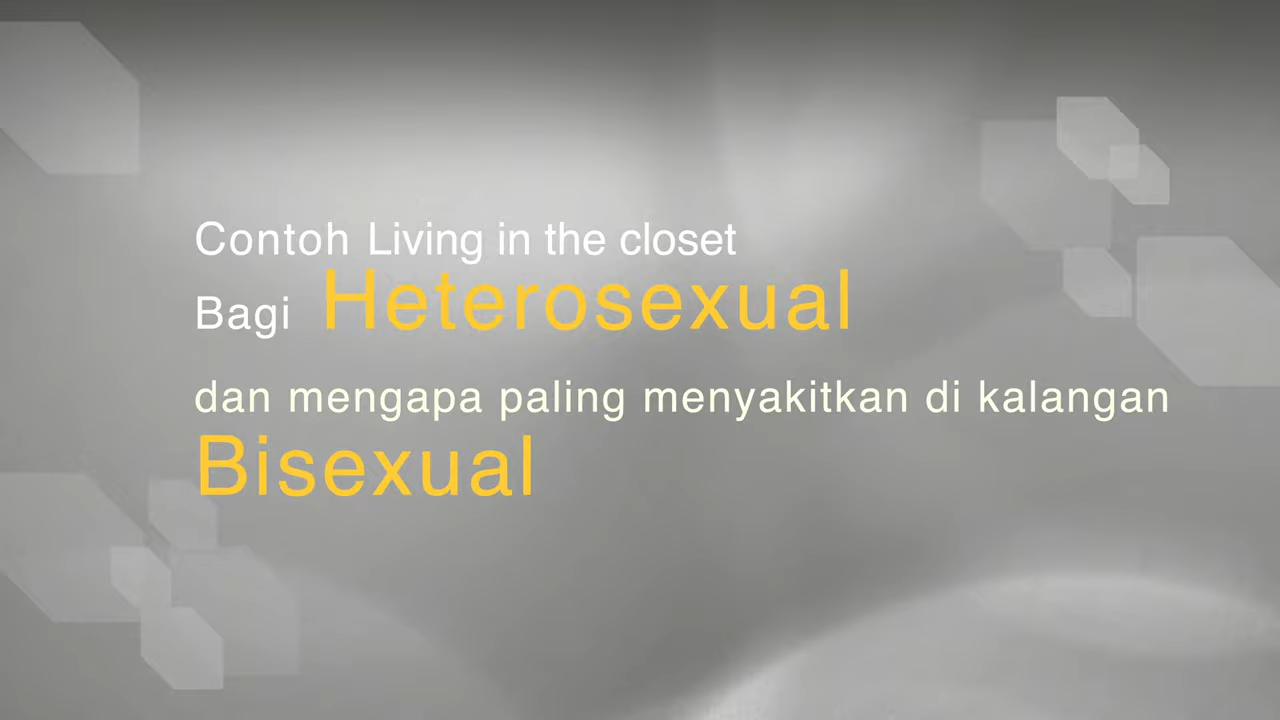 Contoh Living in the closet
Bagi Heterosexual
dan mengapa paling menyakitkan di kalangan
Bisexual